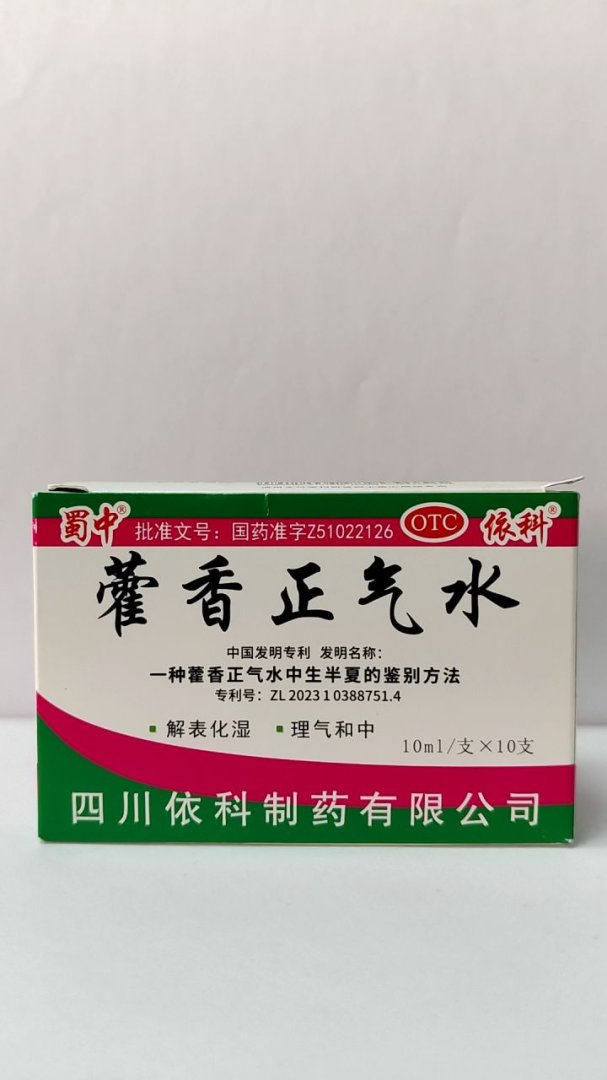 蜀中® 批准文号：国药准字Z51022126 OTC 依科®
藿香正气水
中国发明专利 发明名称：
一种藿香正气水中生半夏的鉴别方法
专利号：ZL 2023 1 0388751.4
▪ 解表化湿 ▪ 理气和中
10ml/支×10支
四川依科制药有限公司